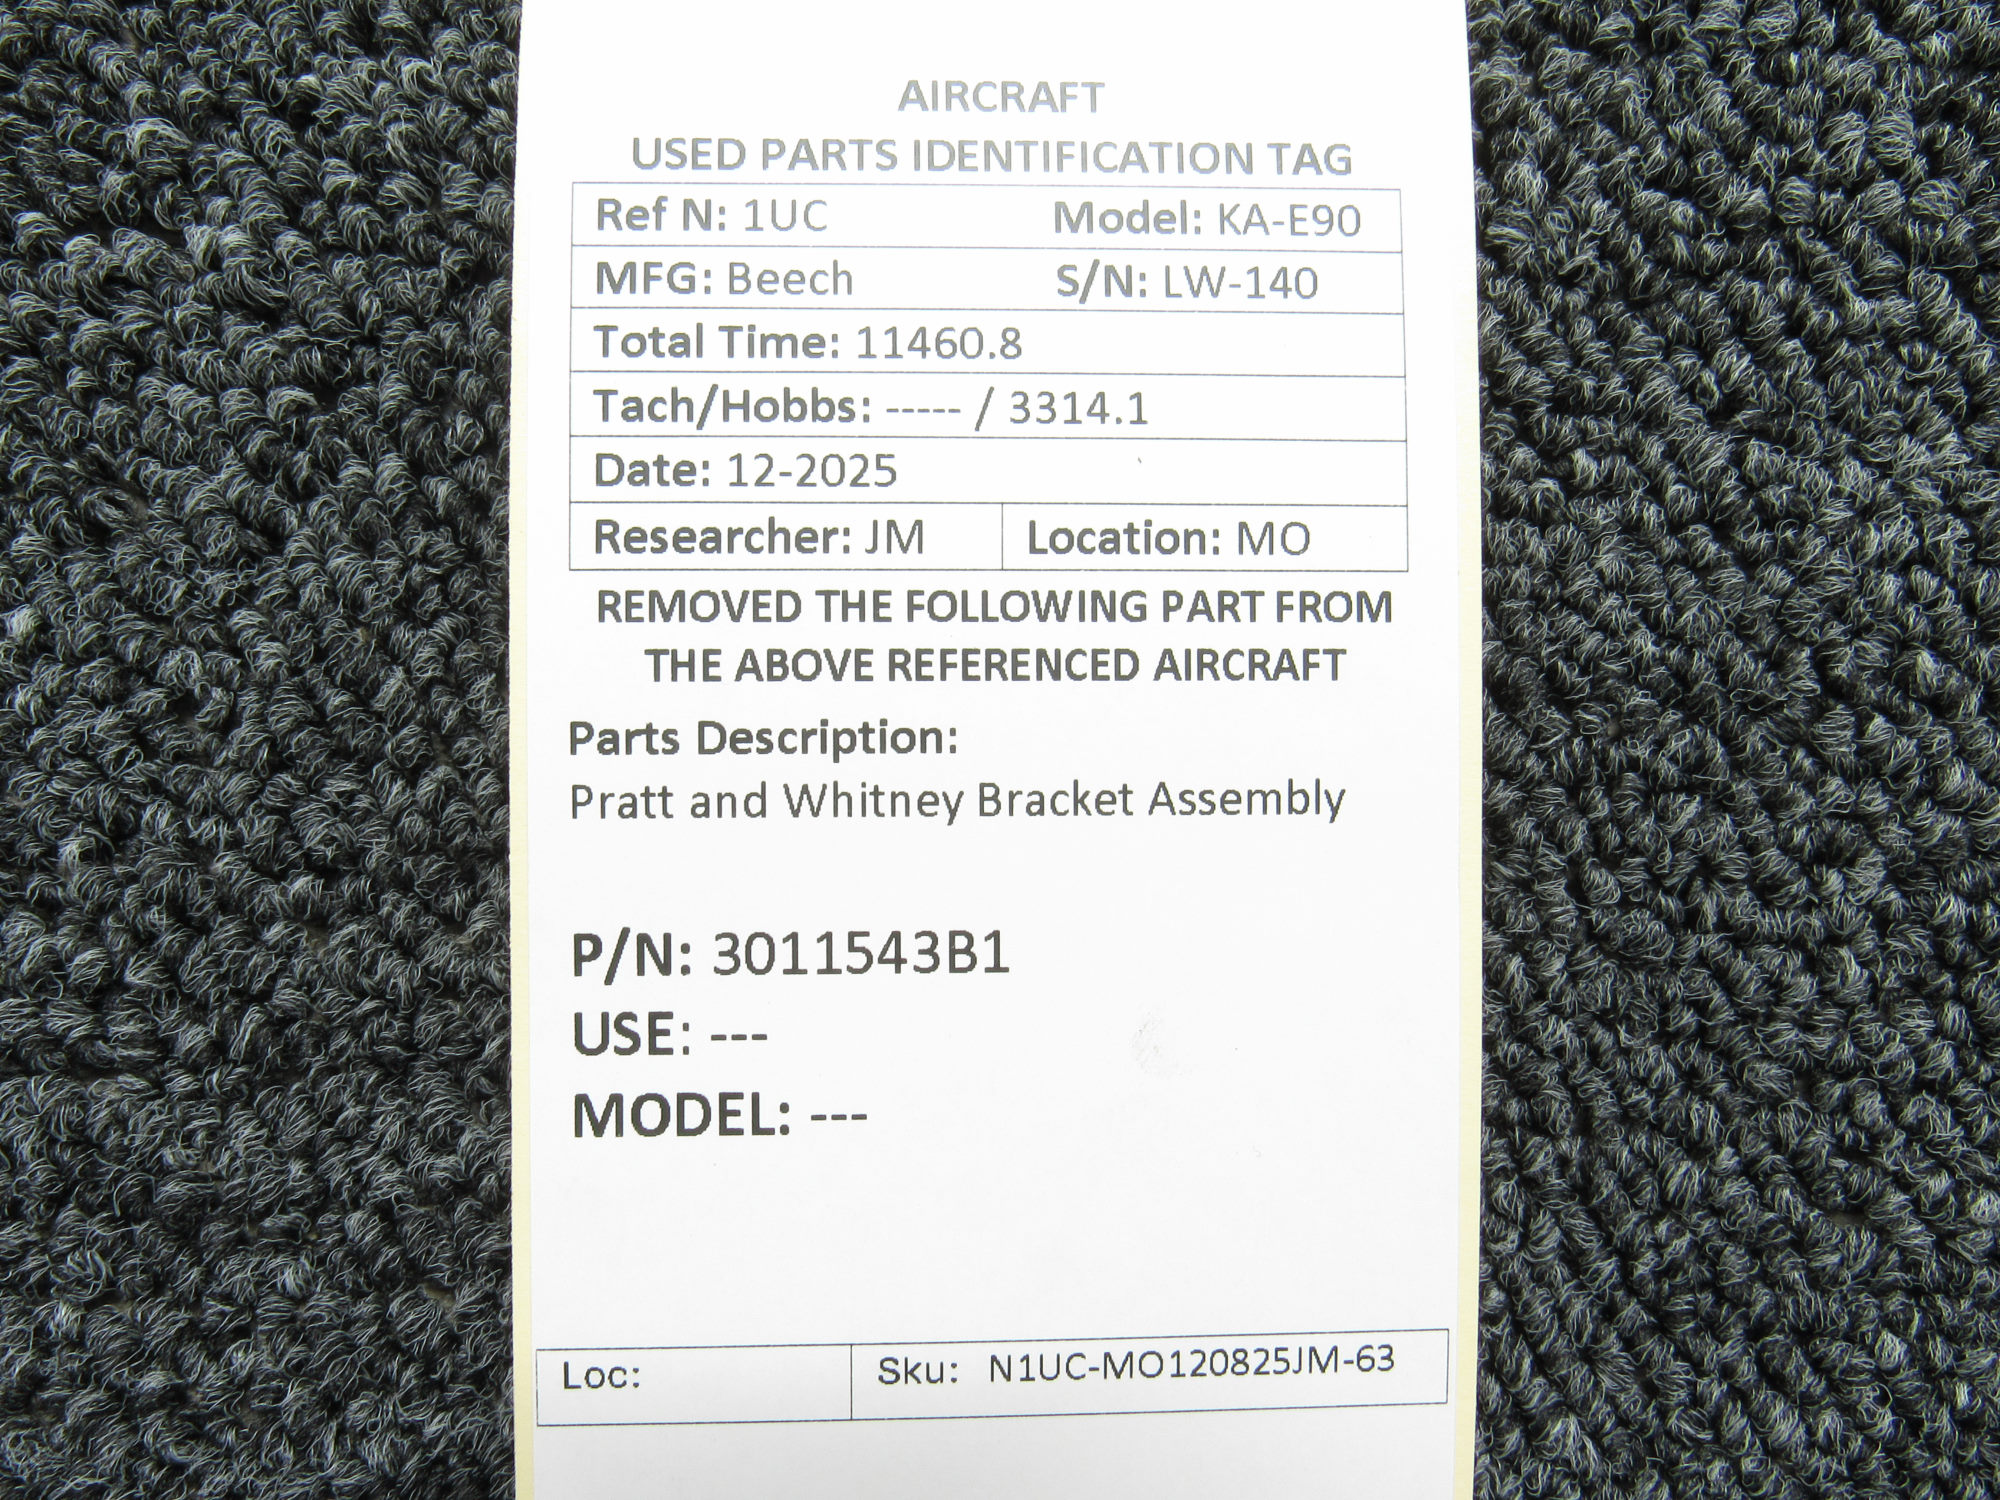 AIRCRAFT
USED PARTS IDENTIFICATION TAG
Ref N: 1UC Model: KA-E90
MFG: Beech S/N: LW-140
Total Time: 11460.8
Tach/Hobbs: ----- / 3314.1
Date: 12-2025
Researcher: JM Location: MO
REMOVED THE FOLLOWING PART FROM
THE ABOVE REFERENCED AIRCRAFT
Parts Description:
Pratt and Whitney Bracket Assembly
P/N: 3011543B1
USE: ---
MODEL: ---
Loc: Sku: N1UC-MO120825JM-63